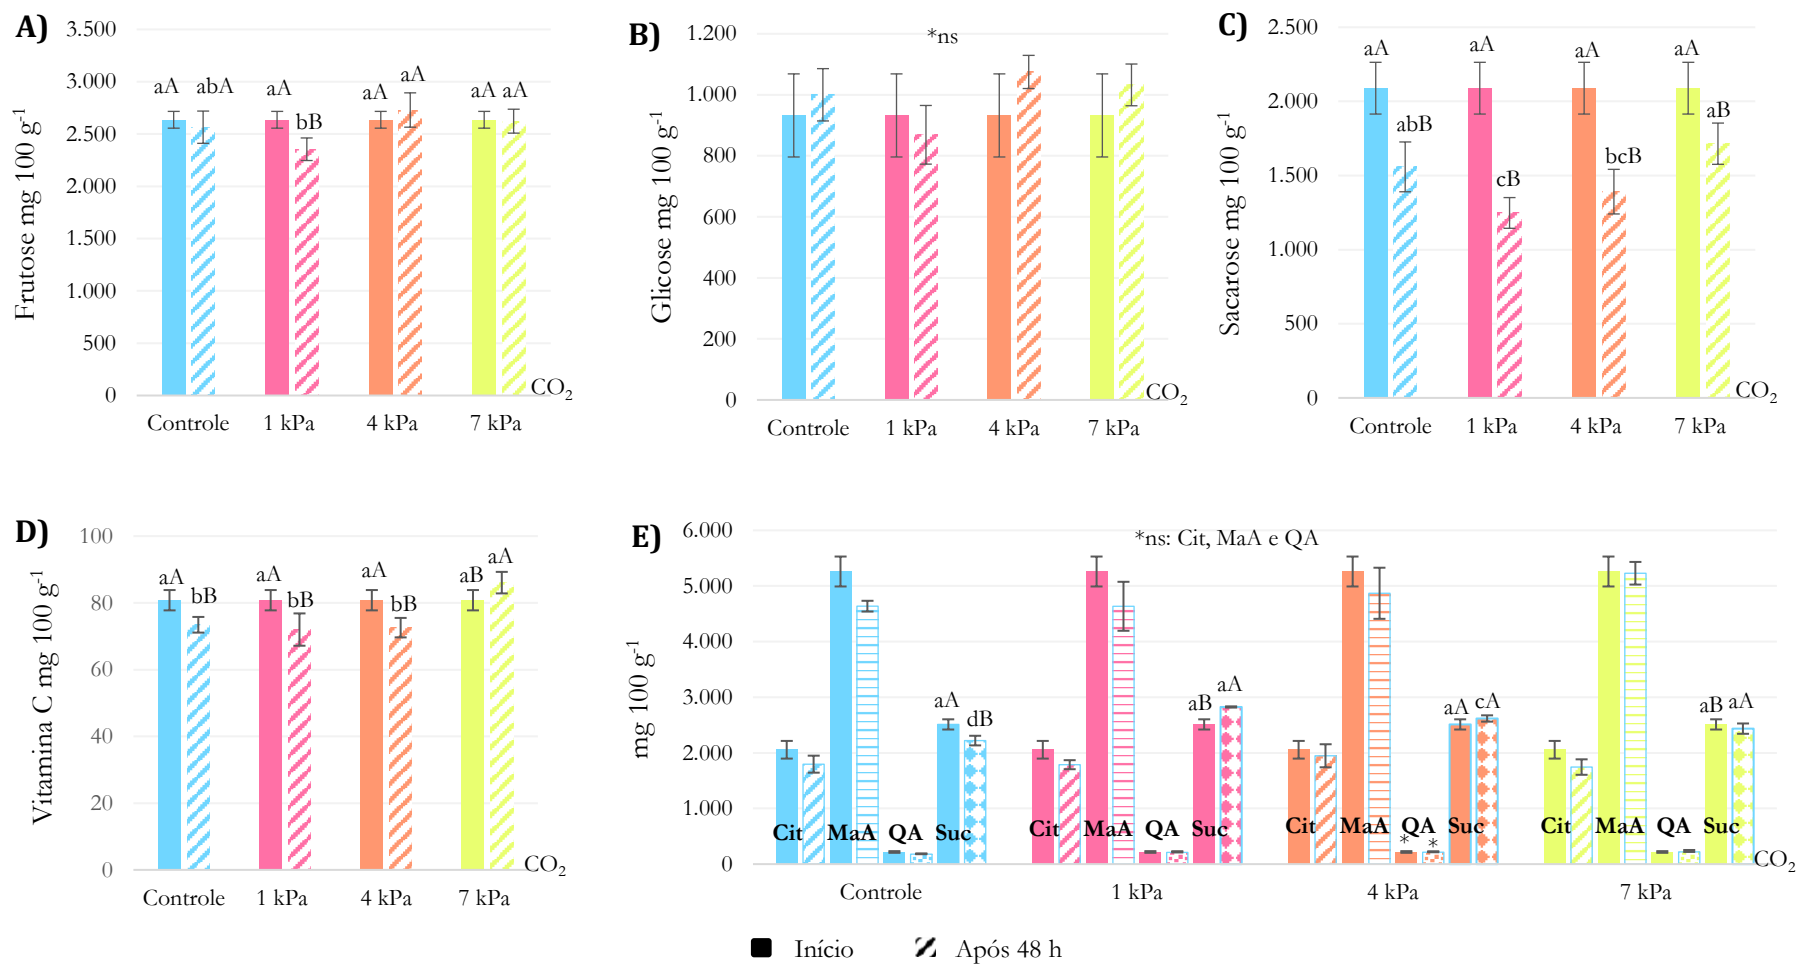 A)
Frutose mg 100 g⁻¹
3.500
3.000
2.500
2.000
1.500
1.000
500
0
aA abA aA bB aA aA aA aA
Controle 1 kPa 4 kPa 7 kPa
CO₂
B)
Glicose mg 100 g⁻¹
*ns
1.200
1.000
800
600
400
200
0
Controle 1 kPa 4 kPa 7 kPa
CO₂
C)
Sacarose mg 100 g⁻¹
2.500
2.000
1.500
1.000
500
0
aA abB aA cB aA bcB aA aB
Controle 1 kPa 4 kPa 7 kPa
CO₂
D)
Vitamina C mg 100 g⁻¹
100
80
60
40
20
0
aA bB aA bB aA bB aB aA
Controle 1 kPa 4 kPa 7 kPa
CO₂
E)
mg 100 g⁻¹
*ns: Cit, MaA e QA
6.000
5.000
4.000
3.000
2.000
1.000
0
aA dB aB aA aA cA aB aA
Cit MaA QA Suc Cit MaA QA Suc Cit MaA QA Suc Cit MaA QA Suc
* *
Controle 1 kPa 4 kPa 7 kPa
CO₂
Início Após 48 h